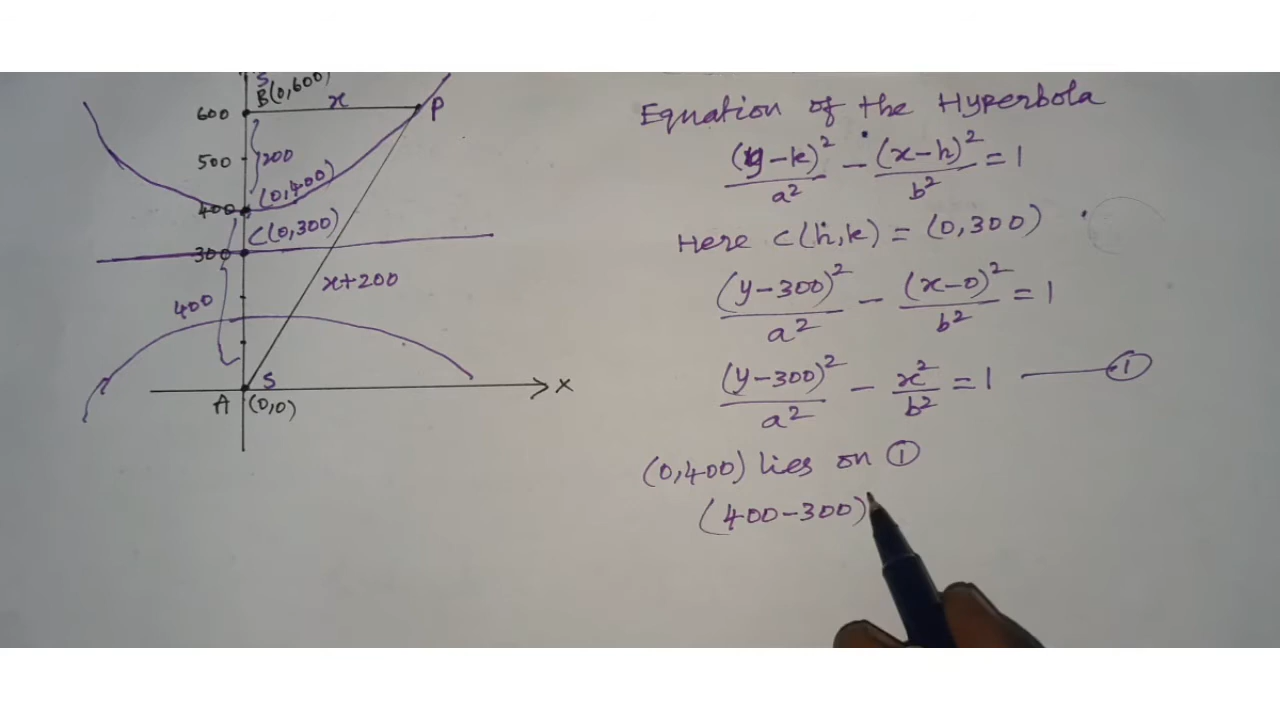 S
B(0,600)
600
x
P
200
500
(0,400)
400
C(0,300)
300
x+200
400
S
X
A
(0,0)
Equation of the Hyperbola
(y-k)²/a² - (x-h)²/b² = 1
Here C(h,k) = (0,300)
(y-300)²/a² - (x-0)²/b² = 1
(y-300)²/a² - x²/b² = 1 — ①
(0,400) lies on ①
(400-300)